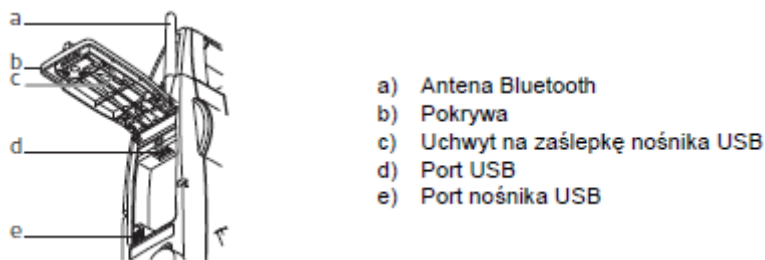 a
b
c
d
e
a) Antena Bluetooth
b) Pokrywa
c) Uchwyt na zaślepkę nośnika USB
d) Port USB
e) Port nośnika USB